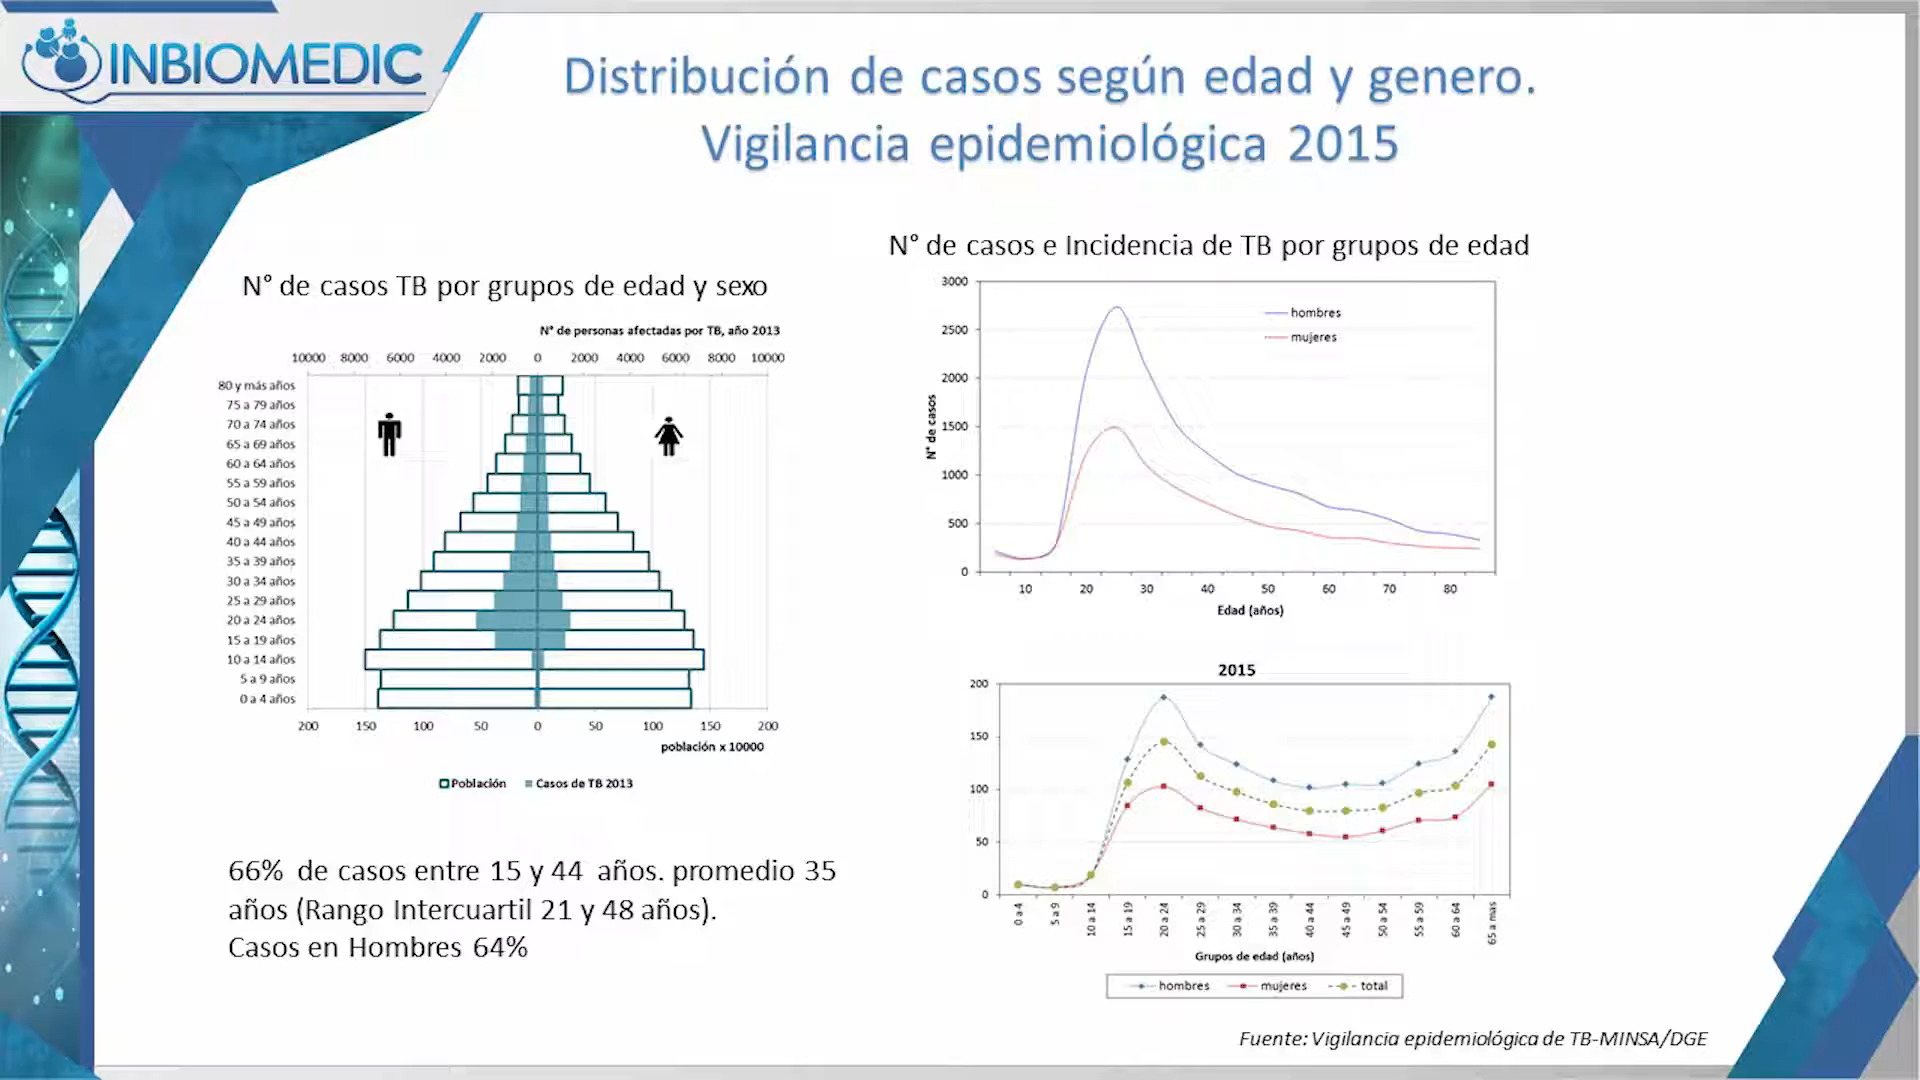 INBIOMEDIC
Distribución de casos según edad y genero.
Vigilancia epidemiológica 2015
N° de casos TB por grupos de edad y sexo
N° de personas afectadas por TB, año 2013
10000 8000 6000 4000 2000 0 2000 4000 6000 8000 10000
80 y más años
75 a 79 años
70 a 74 años
65 a 69 años
60 a 64 años
55 a 59 años
50 a 54 años
45 a 49 años
40 a 44 años
35 a 39 años
30 a 34 años
25 a 29 años
20 a 24 años
15 a 19 años
10 a 14 años
5 a 9 años
0 a 4 años
200 150 100 50 0 50 100 150 200
población x 10000
Población Casos de TB 2013
66% de casos entre 15 y 44 años. promedio 35
años (Rango Intercuartil 21 y 48 años).
Casos en Hombres 64%
N° de casos e Incidencia de TB por grupos de edad
3000
2500
2000
1500
1000
500
0
N° de casos
hombres
mujeres
10 20 30 40 50 60 70 80
Edad (años)
2015
200
150
100
50
0
0 a 4
5 a 9
10 a 14
15 a 19
20 a 24
25 a 29
30 a 34
35 a 39
40 a 44
45 a 49
50 a 54
55 a 59
60 a 64
65 a mas
Grupos de edad (años)
hombres mujeres total
Fuente: Vigilancia epidemiológica de TB-MINSA/DGE